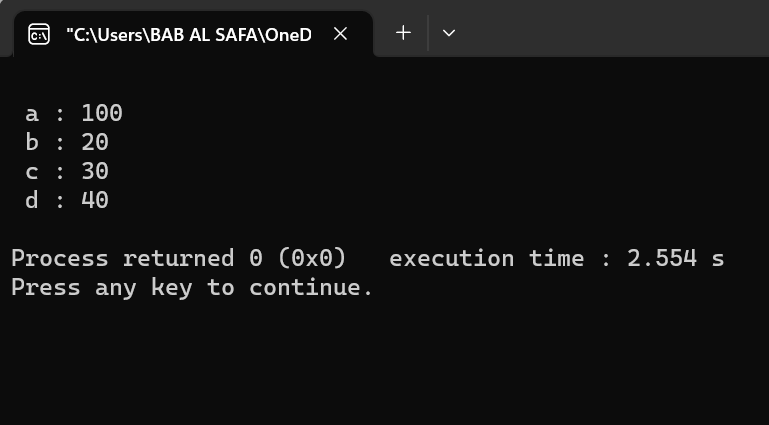 "C:\Users\BAB AL SAFA\OneD
a : 100
b : 20
c : 30
d : 40
Process returned 0 (0x0)   execution time : 2.554 s
Press any key to continue.